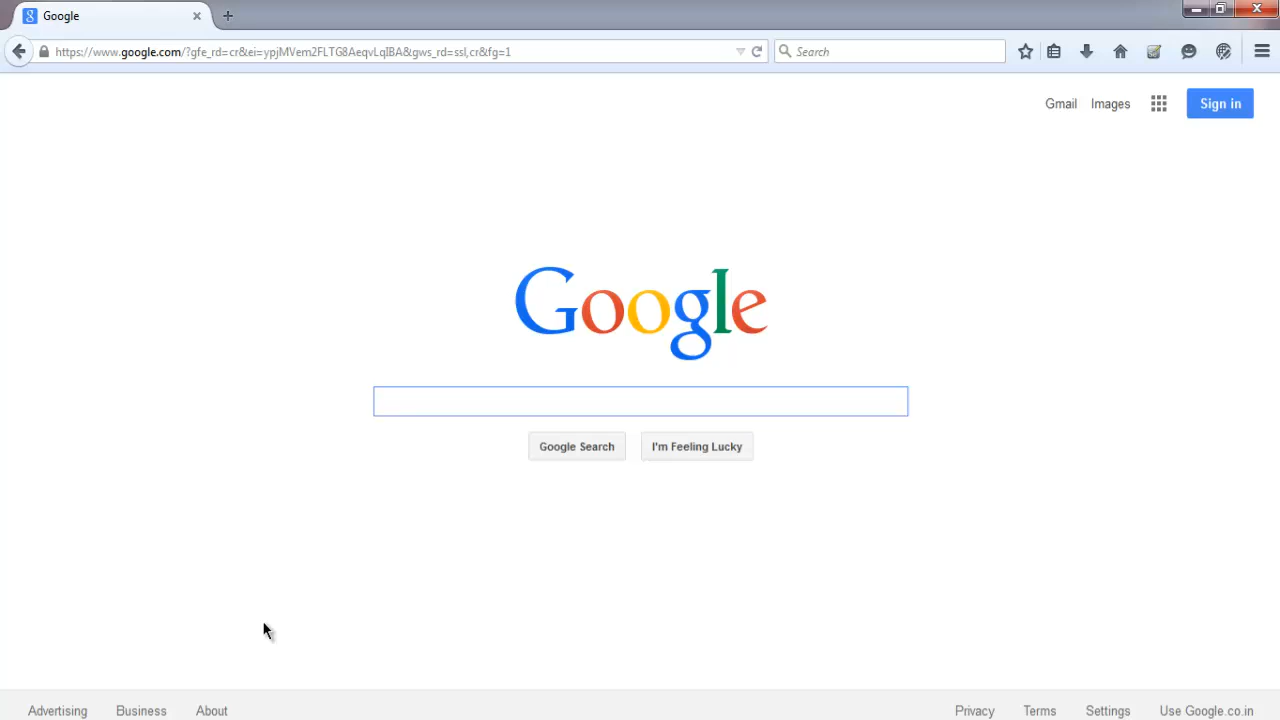 Google
https://www.google.com/?gfe_rd=cr&ei=ypjMVem2FLTG8AeqvLqIBA&gws_rd=ssl,cr&fg=1
Search
Gmail Images Sign in
Google
Google Search I'm Feeling Lucky
Advertising Business About Privacy Terms Settings Use Google.co.in